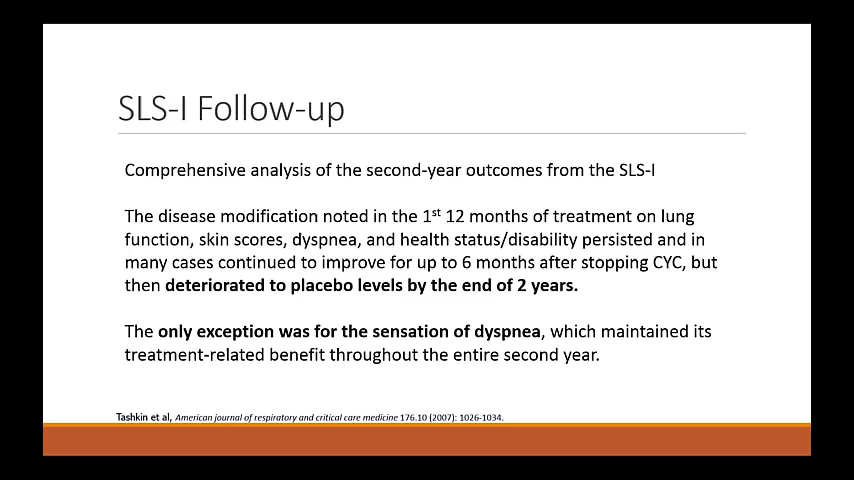 SLS-I Follow-up
Comprehensive analysis of the second-year outcomes from the SLS-I
The disease modification noted in the 1st 12 months of treatment on lung
function, skin scores, dyspnea, and health status/disability persisted and in
many cases continued to improve for up to 6 months after stopping CYC, but
then deteriorated to placebo levels by the end of 2 years.
The only exception was for the sensation of dyspnea, which maintained its
treatment-related benefit throughout the entire second year.
Tashkin et al, American journal of respiratory and critical care medicine 176.10 (2007): 1026-1034.